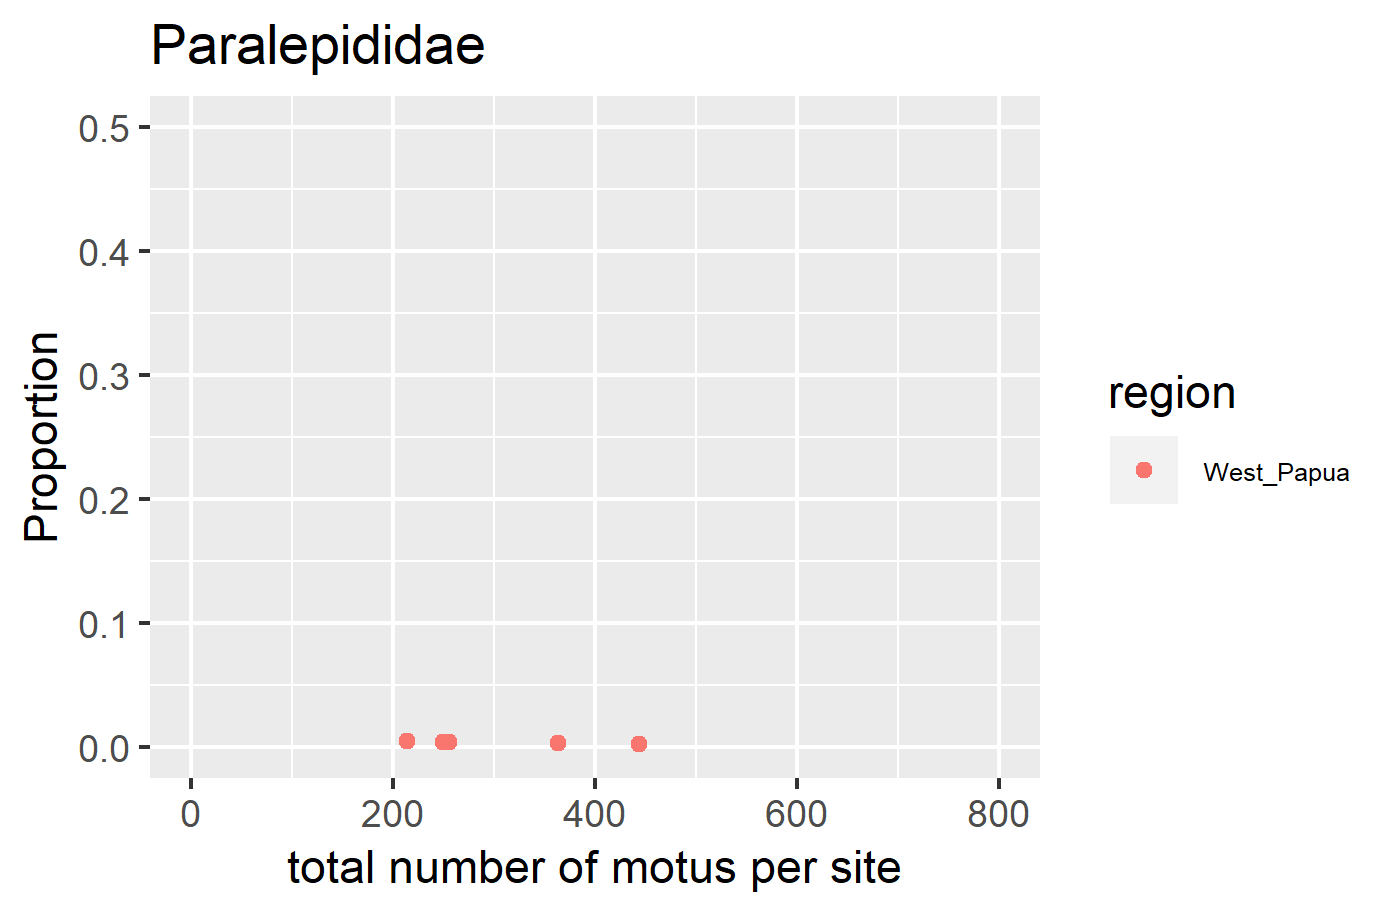 Paralepididae
0.5
0.4
0.3
0.2
0.1
0.0
Proportion
0 200 400 600 800
total number of motus per site
region
West_Papua